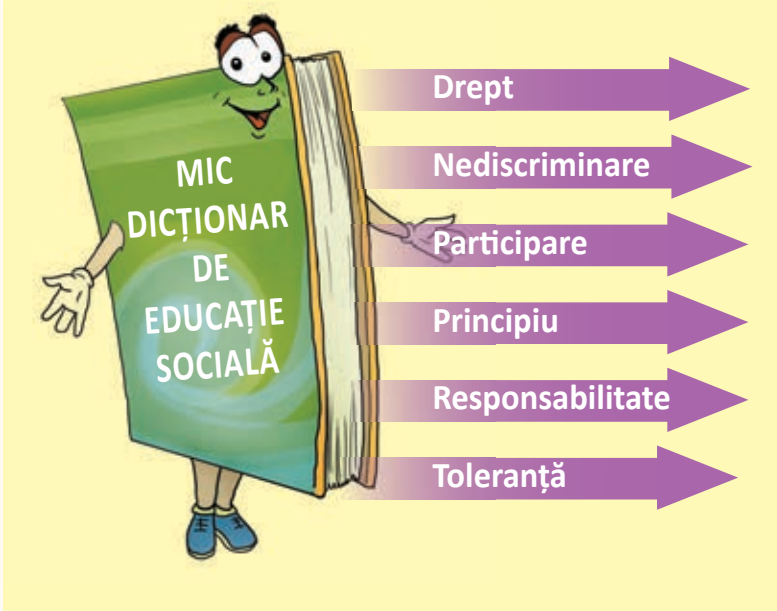 MIC
DICȚIONAR
DE
EDUCAȚIE
SOCIALĂ
Drept
Nediscriminare
Participare
Principiu
Responsabilitate
Toleranță